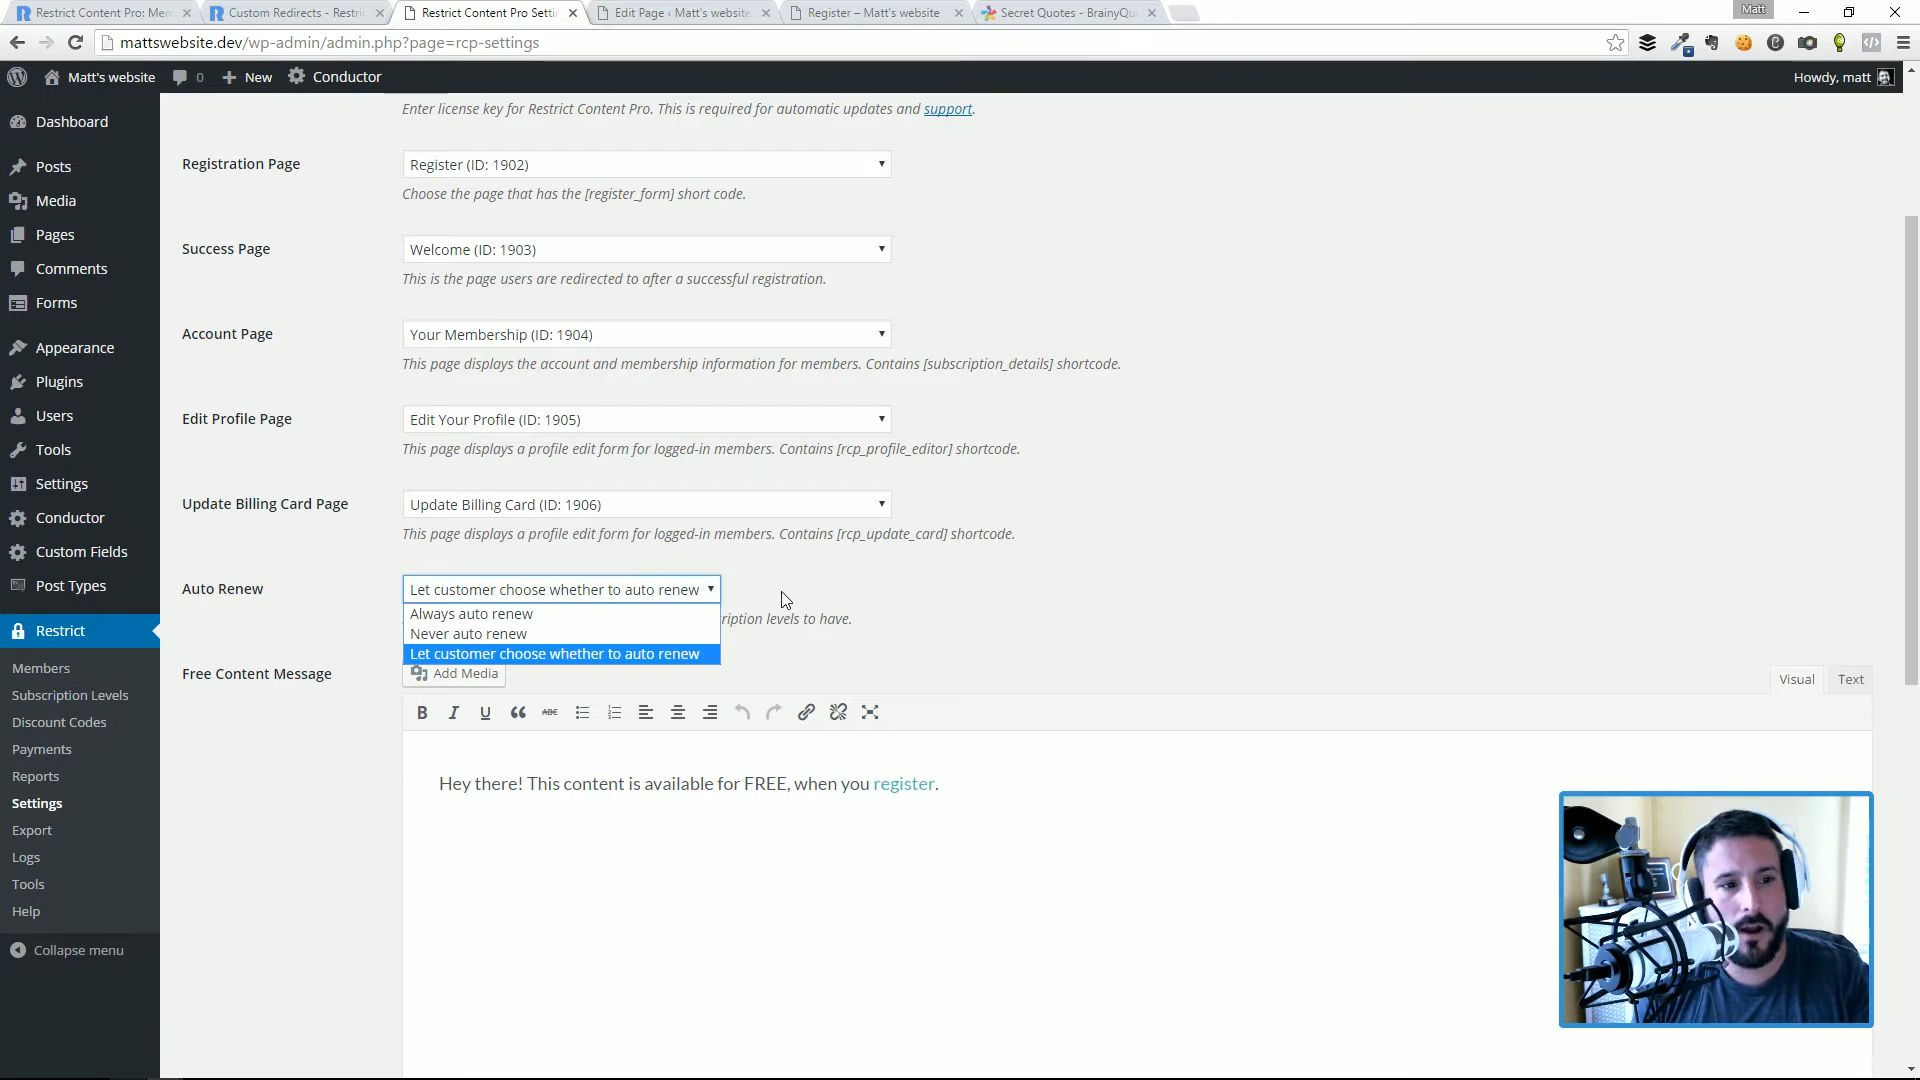 Restrict Content Pro: Mem
Custom Redirects - Restri
Restrict Content Pro Setti
Edit Page ‹ Matt's website
Register – Matt's website
Secret Quotes - BrainyQu
Matt
mattswebsite.dev/wp-admin/admin.php?page=rcp-settings
Matt's website
0
New
Conductor
Howdy, matt
Dashboard
Posts
Media
Pages
Comments
Forms
Appearance
Plugins
Users
Tools
Settings
Conductor
Custom Fields
Post Types
Restrict
Members
Subscription Levels
Discount Codes
Payments
Reports
Settings
Export
Logs
Tools
Help
Collapse menu
Enter license key for Restrict Content Pro. This is required for automatic updates and support.
Registration Page
Register (ID: 1902)
Choose the page that has the [register_form] short code.
Success Page
Welcome (ID: 1903)
This is the page users are redirected to after a successful registration.
Account Page
Your Membership (ID: 1904)
This page displays the account and membership information for members. Contains [subscription_details] shortcode.
Edit Profile Page
Edit Your Profile (ID: 1905)
This page displays a profile edit form for logged-in members. Contains [rcp_profile_editor] shortcode.
Update Billing Card Page
Update Billing Card (ID: 1906)
This page displays a profile edit form for logged-in members. Contains [rcp_update_card] shortcode.
Auto Renew
Let customer choose whether to auto renew
Always auto renew
ription levels to have.
Never auto renew
Let customer choose whether to auto renew
Free Content Message
Add Media
Visual
Text
B I U ABC
Hey there! This content is available for FREE, when you register.